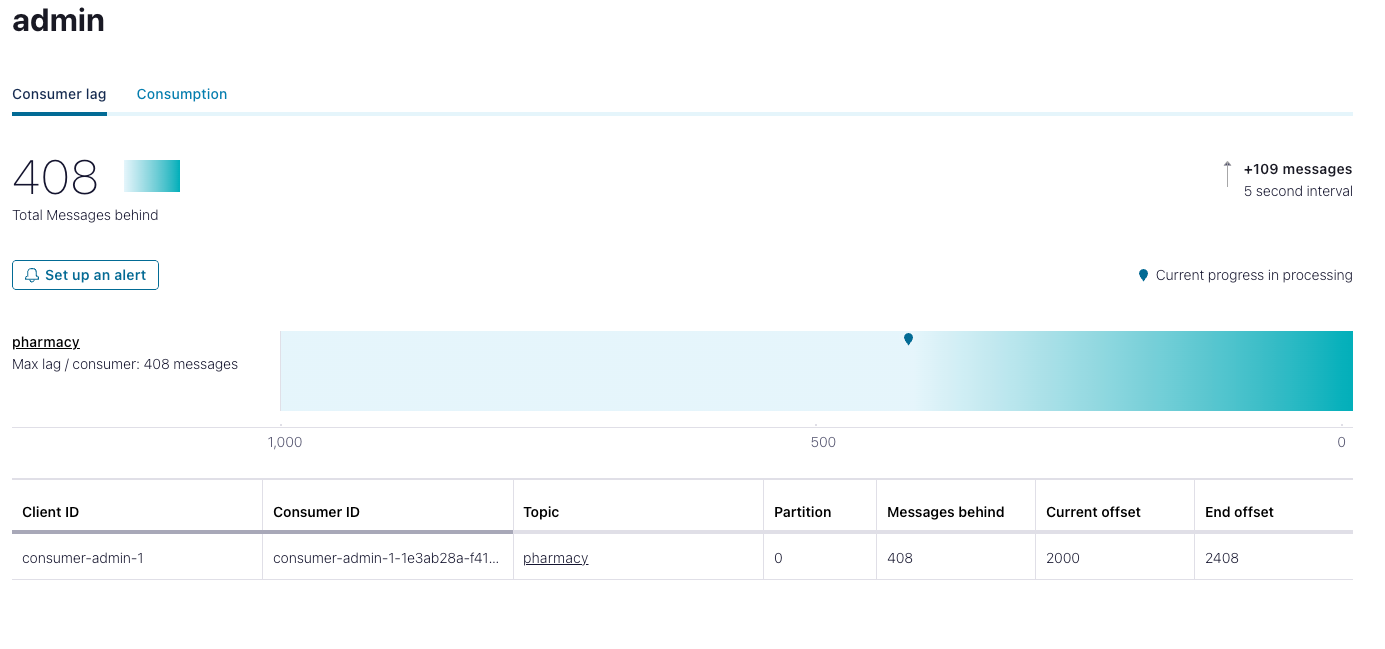 admin
Consumer lag Consumption
408
Total Messages behind
+109 messages
5 second interval
Set up an alert
Current progress in processing
pharmacy
Max lag / consumer: 408 messages
1,000 500 0
Client ID Consumer ID Topic Partition Messages behind Current offset End offset
consumer-admin-1 consumer-admin-1-1e3ab28a-f41... pharmacy 0 408 2000 2408